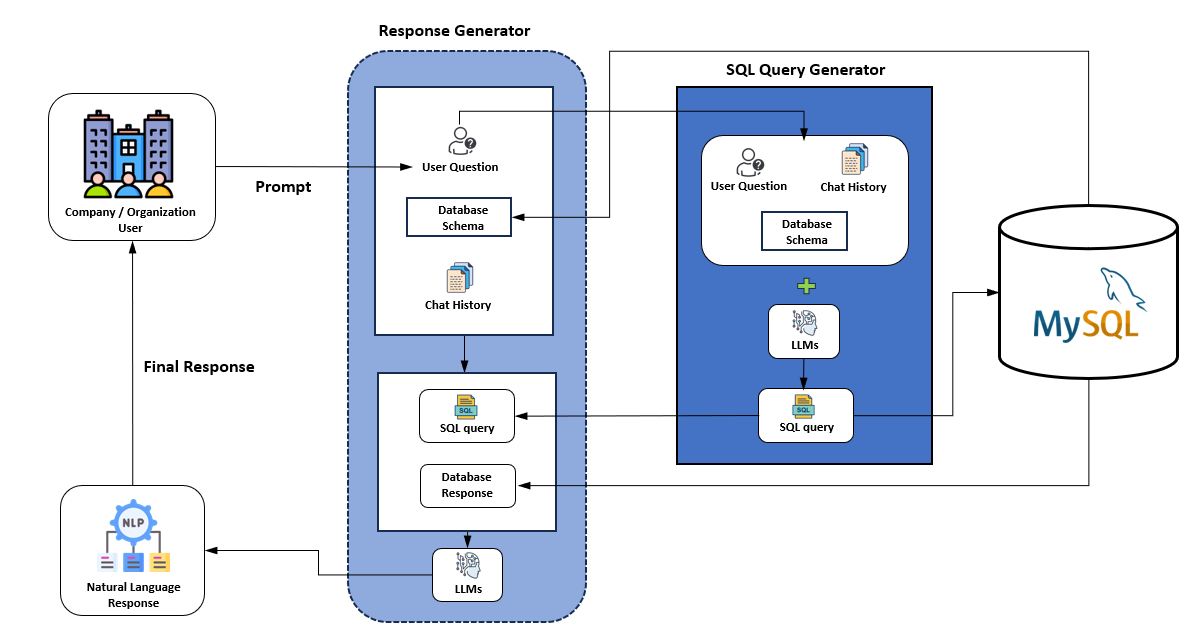 Response Generator
SQL Query Generator
Company / Organization
User
Prompt
User Question
Database
Schema
Chat History
User Question
Chat History
Database
Schema
LLMs
SQL
SQL query
MySQL
Final Response
SQL
SQL query
Database
Response
LLMs
NLP
Natural Language
Response